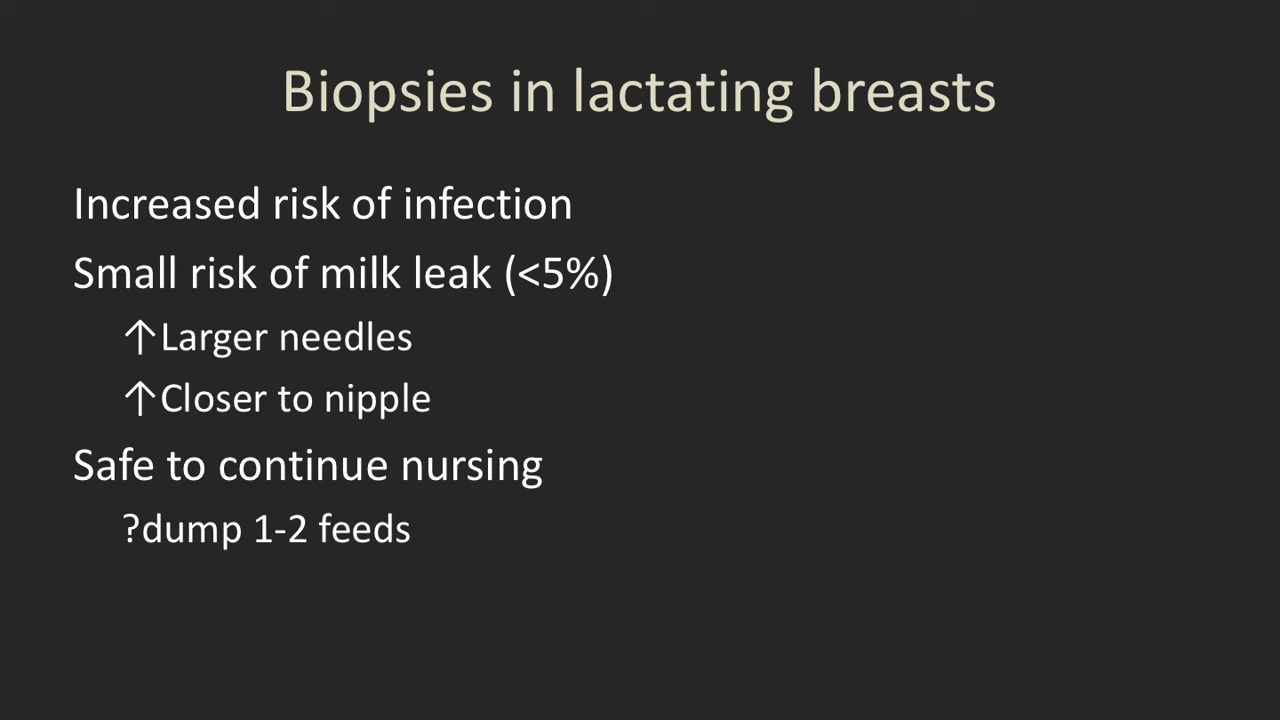 Biopsies in lactating breasts
Increased risk of infection
Small risk of milk leak (<5%)
↑Larger needles
↑Closer to nipple
Safe to continue nursing
?dump 1-2 feeds